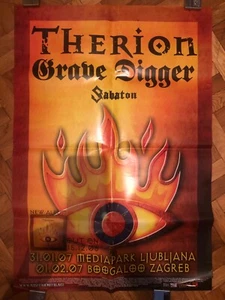 THERION
Grave Digger
Sabaton
31.01.07 MEDIAPARK LJUBLJANA
01.02.07 BOOGALOO ZAGREB